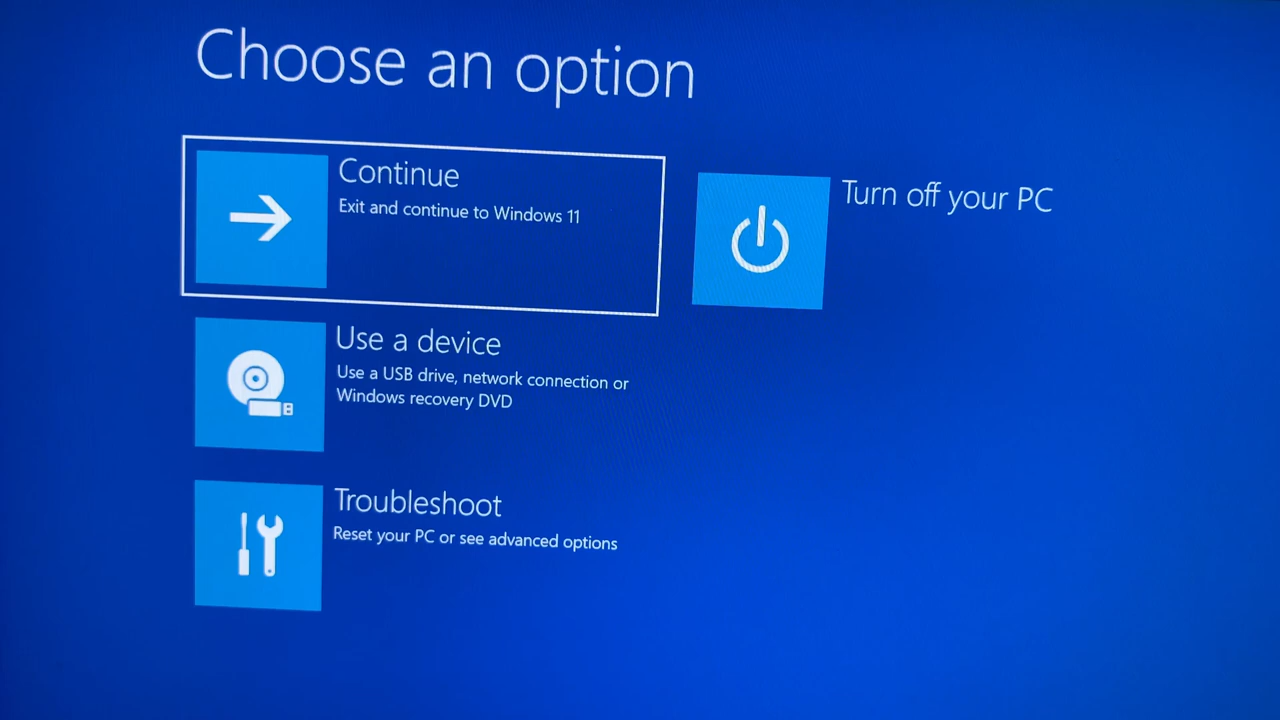 Choose an option
Continue
Exit and continue to Windows 11
Turn off your PC
Use a device
Use a USB drive, network connection or
Windows recovery DVD
Troubleshoot
Reset your PC or see advanced options